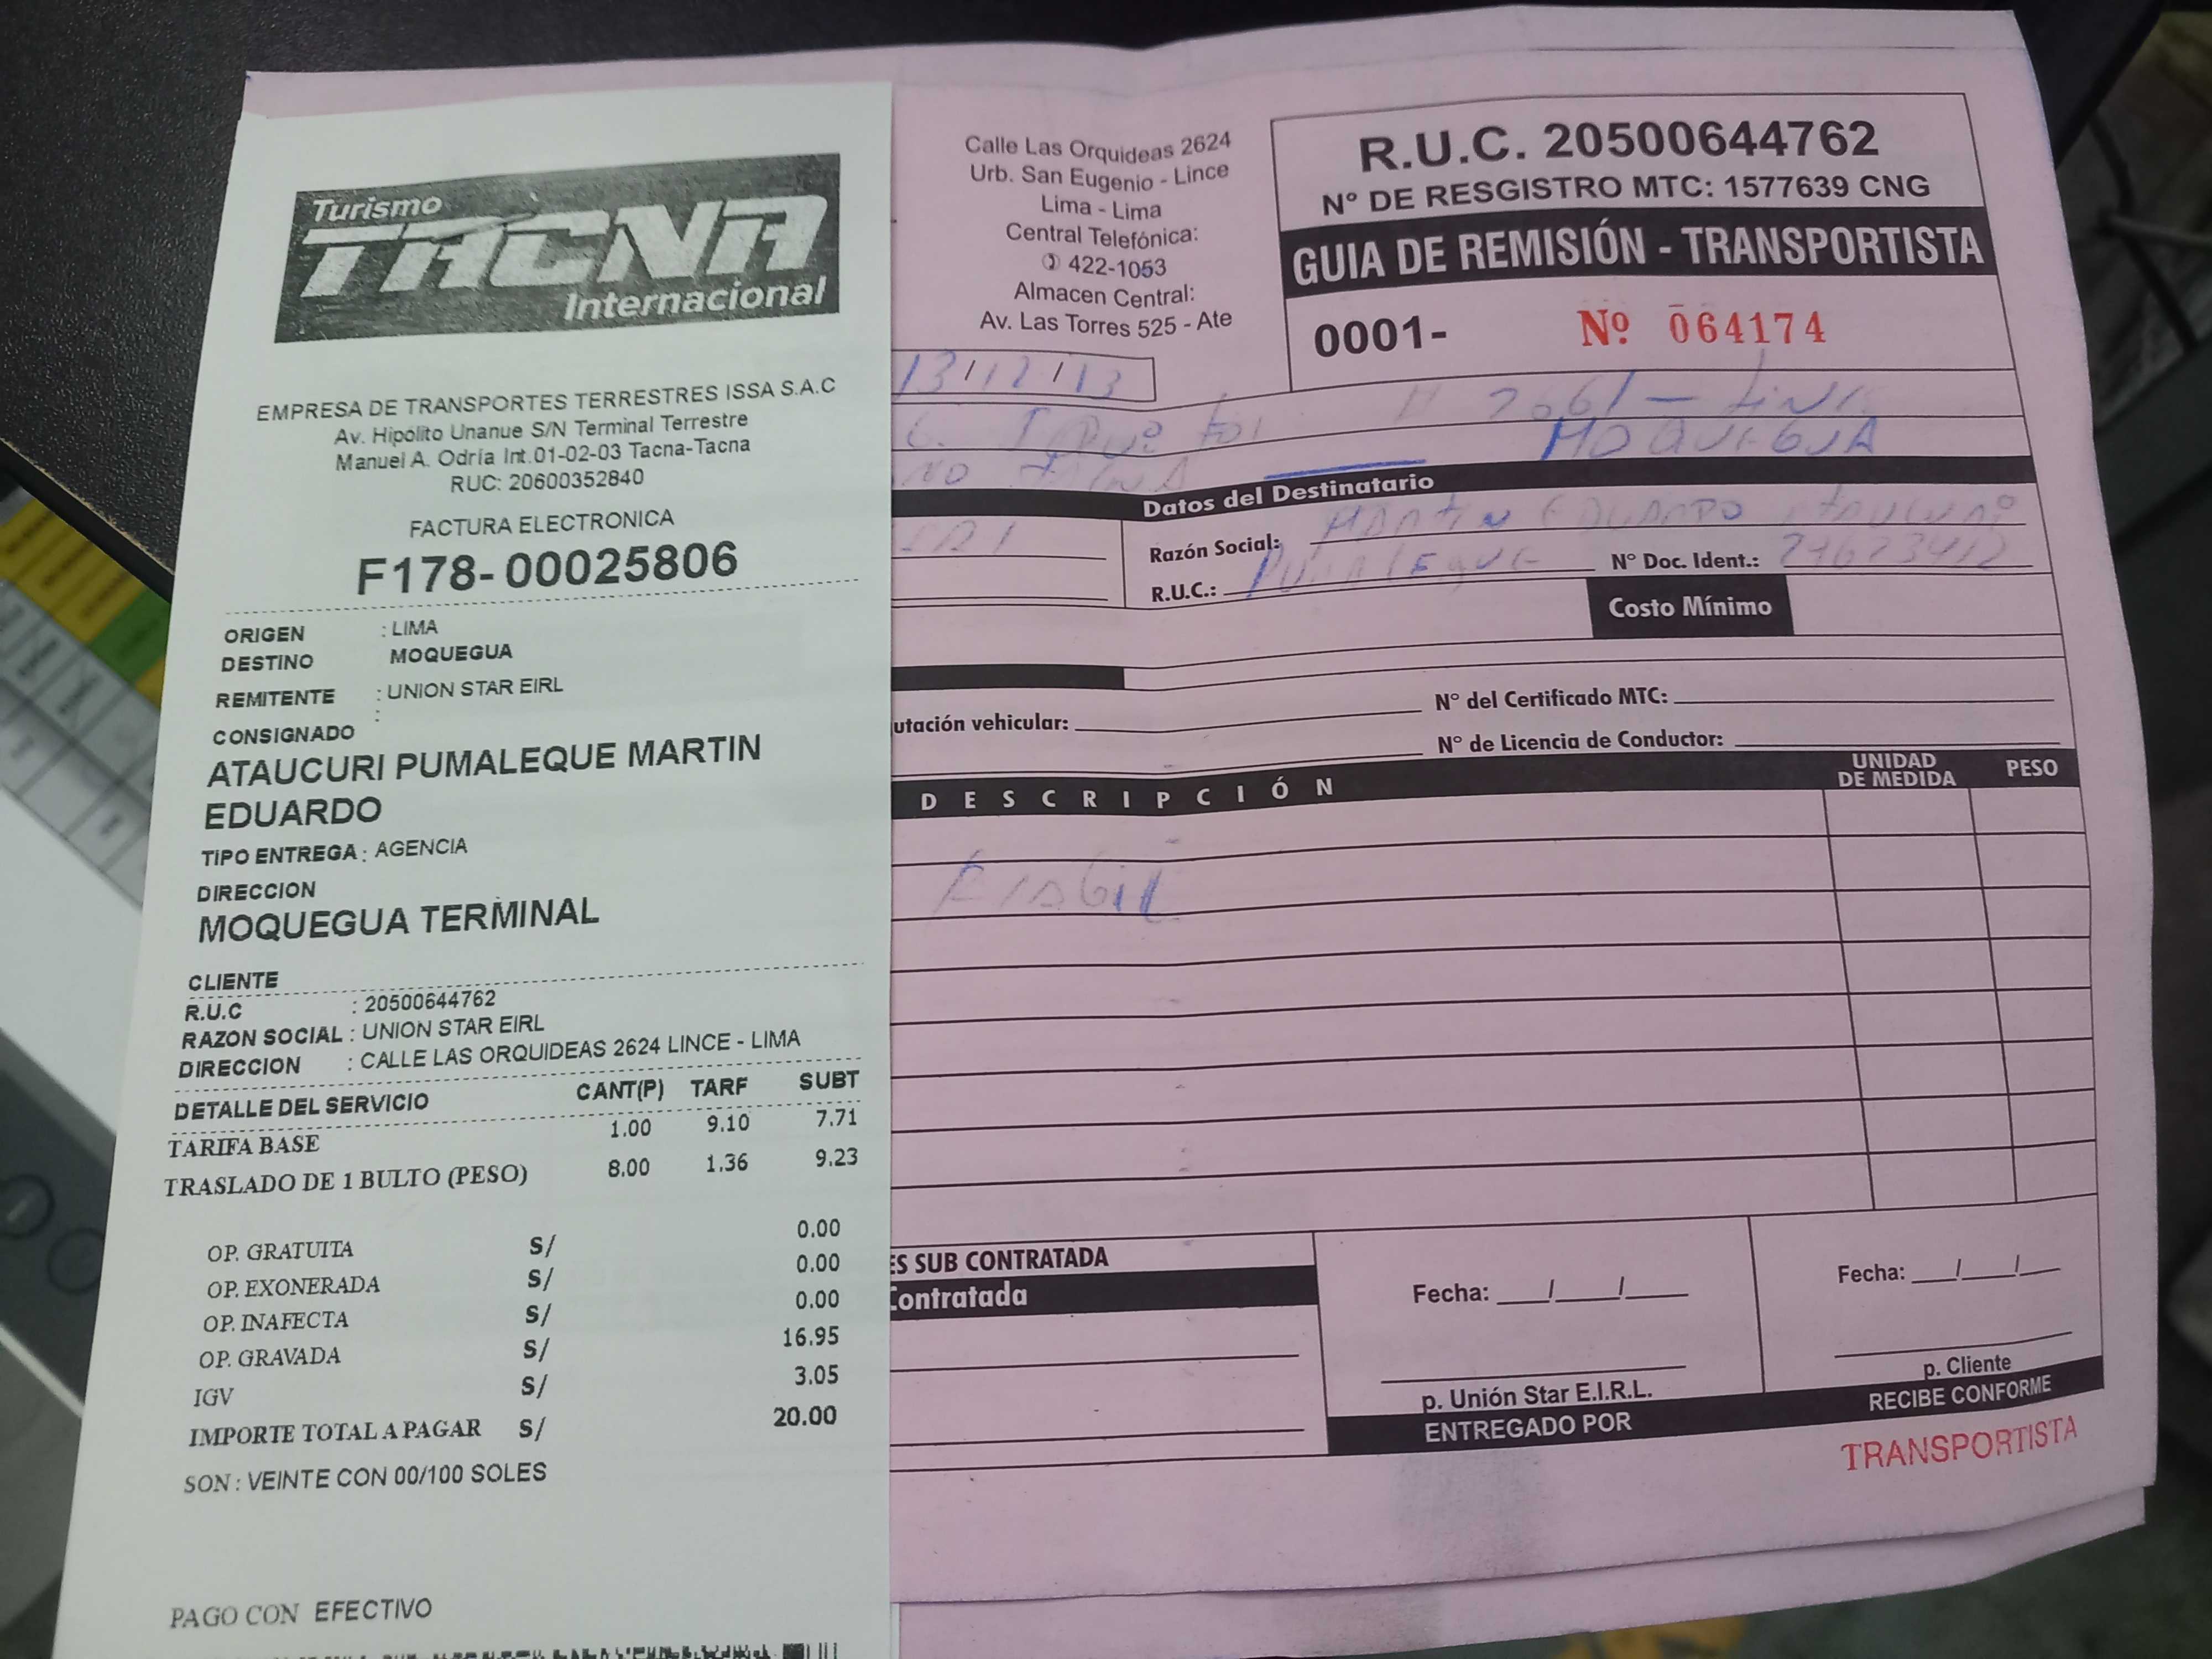 Turismo
TACNA
Internacional
EMPRESA DE TRANSPORTES TERRESTRES ISSA S.A.C
Av. Hipólito Unanue S/N Terminal Terrestre
Manuel A. Odría Int.01-02-03 Tacna-Tacna
RUC: 20600352840
FACTURA ELECTRONICA
F178-00025806
ORIGEN : LIMA
DESTINO MOQUEGUA
REMITENTE : UNION STAR EIRL
CONSIGNADO :
ATAUCURI PUMALEQUE MARTIN
EDUARDO
TIPO ENTREGA : AGENCIA
DIRECCION
MOQUEGUA TERMINAL
CLIENTE
R.U.C : 20500644762
RAZON SOCIAL : UNION STAR EIRL
DIRECCION : CALLE LAS ORQUIDEAS 2624 LINCE - LIMA
DETALLE DEL SERVICIO CANT(P) TARF SUBT
TARIFA BASE 1.00 9.10 7.71
TRASLADO DE 1 BULTO (PESO) 8.00 1.36 9.23
OP. GRATUITA S/ 0.00
OP. EXONERADA S/ 0.00
OP. INAFECTA S/ 0.00
OP. GRAVADA S/ 16.95
IGV S/ 3.05
IMPORTE TOTAL A PAGAR S/ 20.00
SON : VEINTE CON 00/100 SOLES
PAGO CON EFECTIVO
Calle Las Orquideas 2624
Urb. San Eugenio - Lince
Lima - Lima
Central Telefónica:
422-1053
Almacen Central:
Av. Las Torres 525 - Ate
R.U.C. 20500644762
N° DE RESGISTRO MTC: 1577639 CNG
GUIA DE REMISIÓN - TRANSPORTISTA
0001- Nº 064174
13/12/13
MOQUEGUA
Datos del Destinatario
Razón Social: MARTIN EDUARDO
R.U.C.: N° Doc. Ident.:
Costo Mínimo
utación vehicular: N° del Certificado MTC:
N° de Licencia de Conductor:
DESCRIPCIÓN UNIDAD DE MEDIDA PESO
ES SUB CONTRATADA
Contratada
Fecha: / /
p. Unión Star E.I.R.L.
ENTREGADO POR
Fecha: / /
p. Cliente
RECIBE CONFORME
TRANSPORTISTA